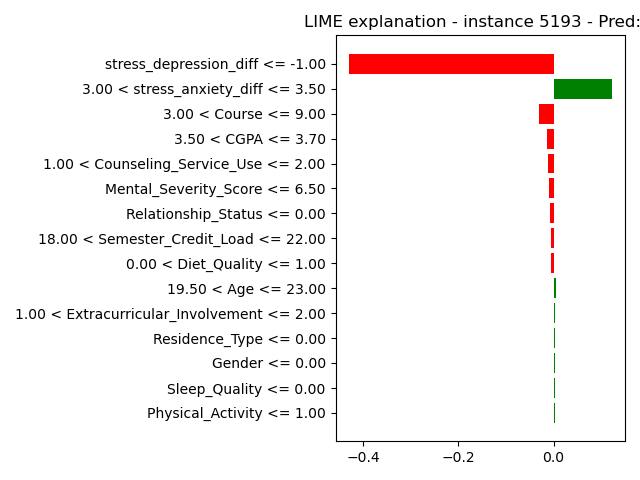 LIME explanation - instance 5193 - Pred:
stress_depression_diff <= -1.00
3.00 < stress_anxiety_diff <= 3.50
3.00 < Course <= 9.00
3.50 < CGPA <= 3.70
1.00 < Counseling_Service_Use <= 2.00
Mental_Severity_Score <= 6.50
Relationship_Status <= 0.00
18.00 < Semester_Credit_Load <= 22.00
0.00 < Diet_Quality <= 1.00
19.50 < Age <= 23.00
1.00 < Extracurricular_Involvement <= 2.00
Residence_Type <= 0.00
Gender <= 0.00
Sleep_Quality <= 0.00
Physical_Activity <= 1.00
−0.4 −0.2 0.0